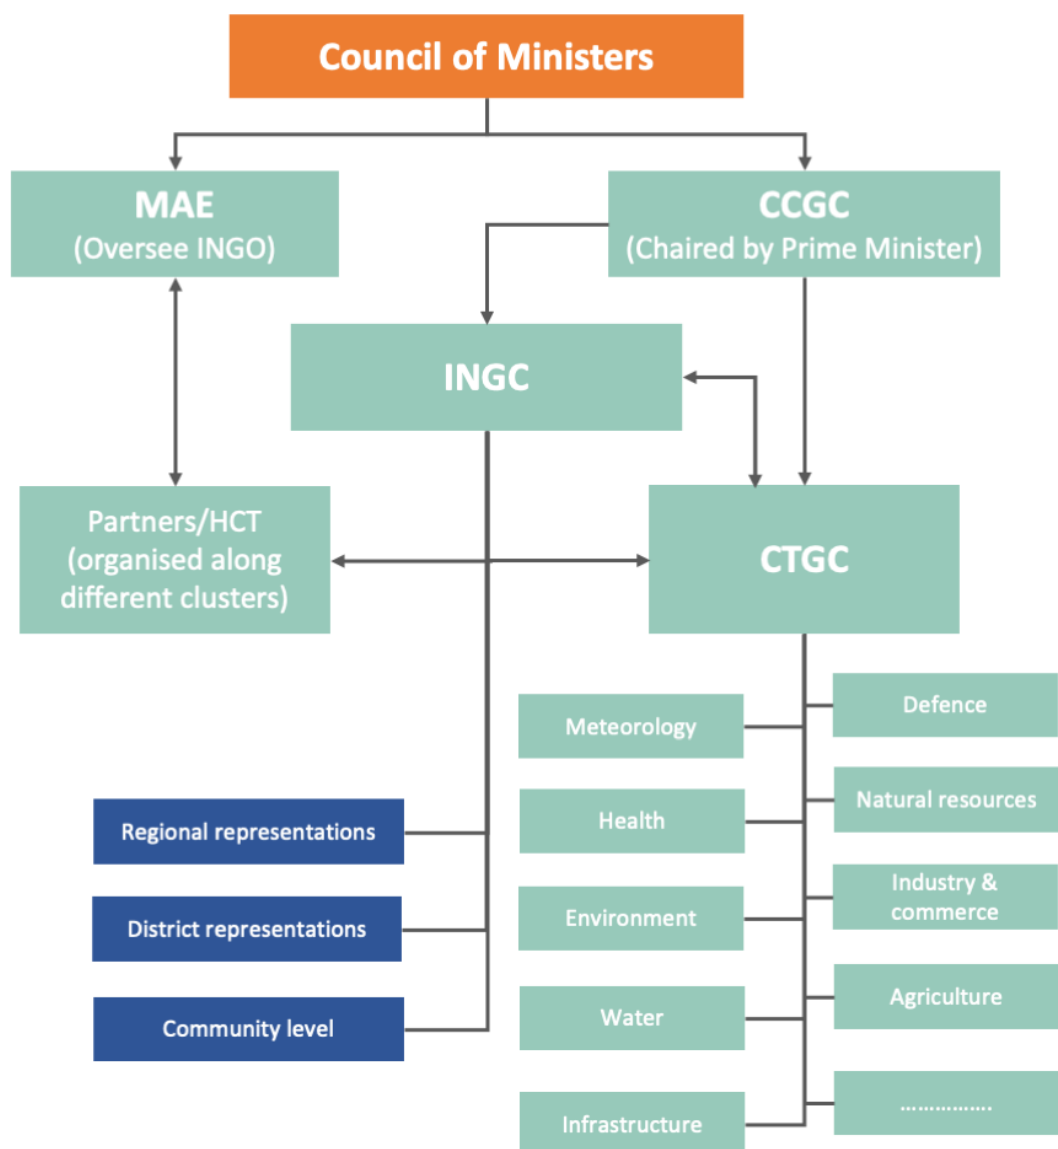 Council of Ministers
MAE
(Oversee INGO)
CCGC
(Chaired by Prime Minister)
INGC
Partners/HCT
(organised along
different clusters)
CTGC
Defence
Meteorology
Natural resources
Health
Regional representations
Industry &
commerce
Environment
District representations
Agriculture
Water
Community level
…………….
Infrastructure